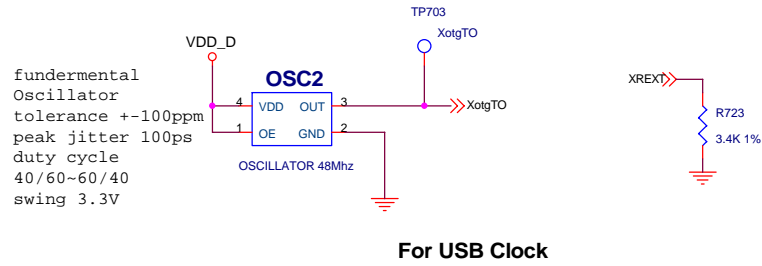 TP703
XotgTO
VDD_D
fundermental
Oscillator
tolerance +-100ppm
peak jitter 100ps
duty cycle
40/60~60/40
swing 3.3V
OSC2
4 VDD OUT 3
1 OE GND 2
OSCILLATOR 48Mhz
XotgTO
XREXT
R723
3.4K 1%
For USB Clock